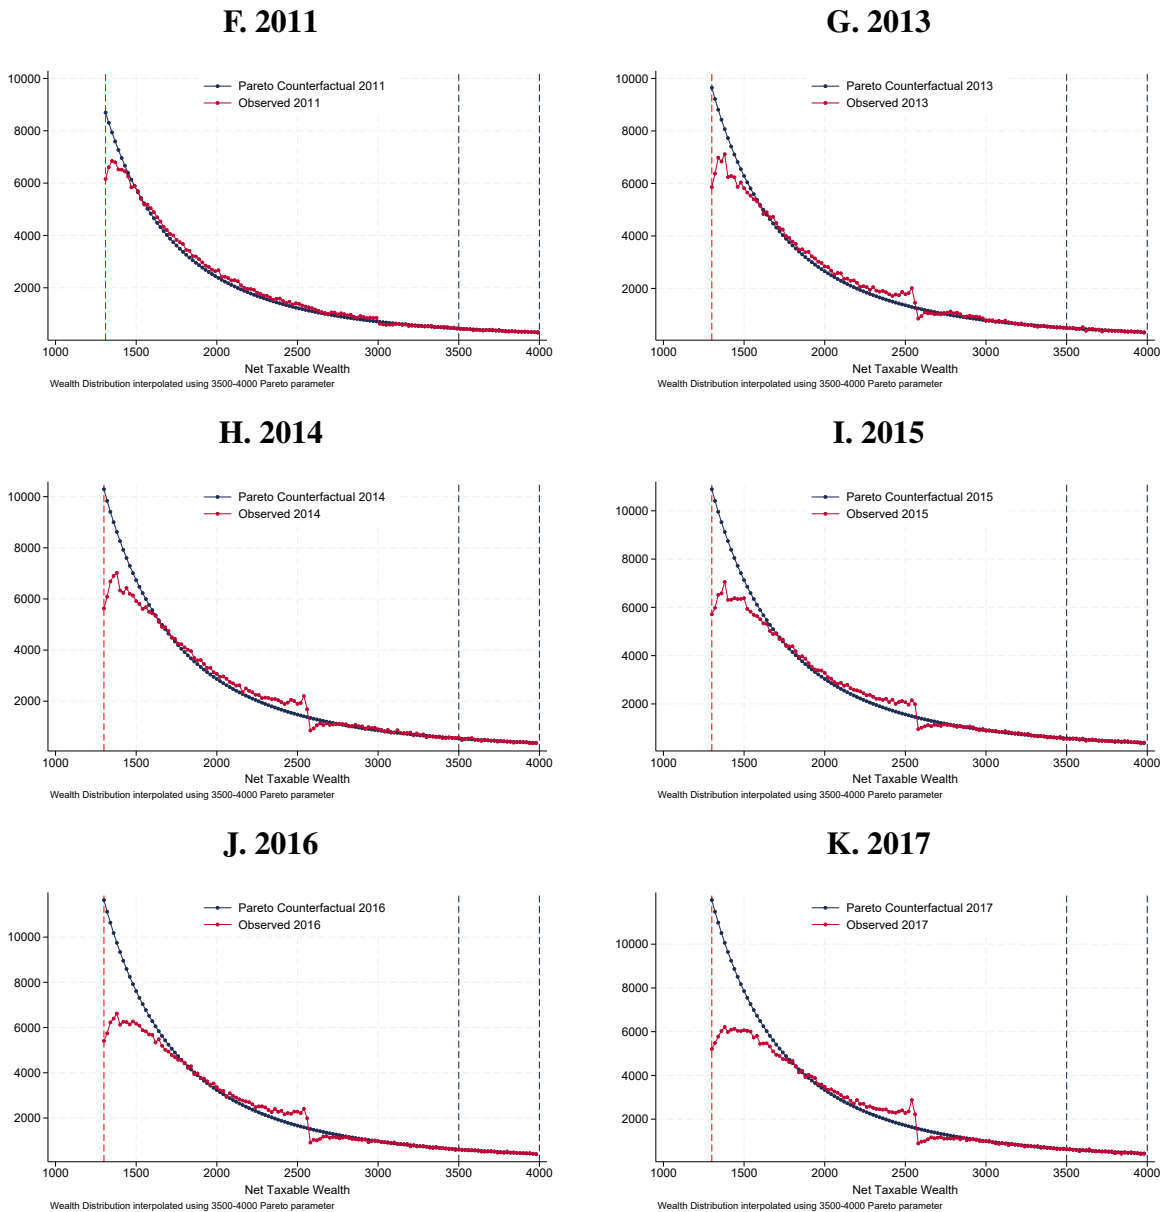 F. 2011
10000
8000
6000
4000
2000
Pareto Counterfactual 2011
Observed 2011
1000 1500 2000 2500 3000 3500 4000
Net Taxable Wealth
Wealth Distribution interpolated using 3500-4000 Pareto parameter
G. 2013
10000
8000
6000
4000
2000
Pareto Counterfactual 2013
Observed 2013
1000 1500 2000 2500 3000 3500 4000
Net Taxable Wealth
Wealth Distribution interpolated using 3500-4000 Pareto parameter
H. 2014
10000
8000
6000
4000
2000
Pareto Counterfactual 2014
Observed 2014
1000 1500 2000 2500 3000 3500 4000
Net Taxable Wealth
Wealth Distribution interpolated using 3500-4000 Pareto parameter
I. 2015
10000
8000
6000
4000
2000
Pareto Counterfactual 2015
Observed 2015
1000 1500 2000 2500 3000 3500 4000
Net Taxable Wealth
Wealth Distribution interpolated using 3500-4000 Pareto parameter
J. 2016
10000
8000
6000
4000
2000
Pareto Counterfactual 2016
Observed 2016
1000 1500 2000 2500 3000 3500 4000
Net Taxable Wealth
Wealth Distribution interpolated using 3500-4000 Pareto parameter
K. 2017
10000
8000
6000
4000
2000
Pareto Counterfactual 2017
Observed 2017
1000 1500 2000 2500 3000 3500 4000
Net Taxable Wealth
Wealth Distribution interpolated using 3500-4000 Pareto parameter